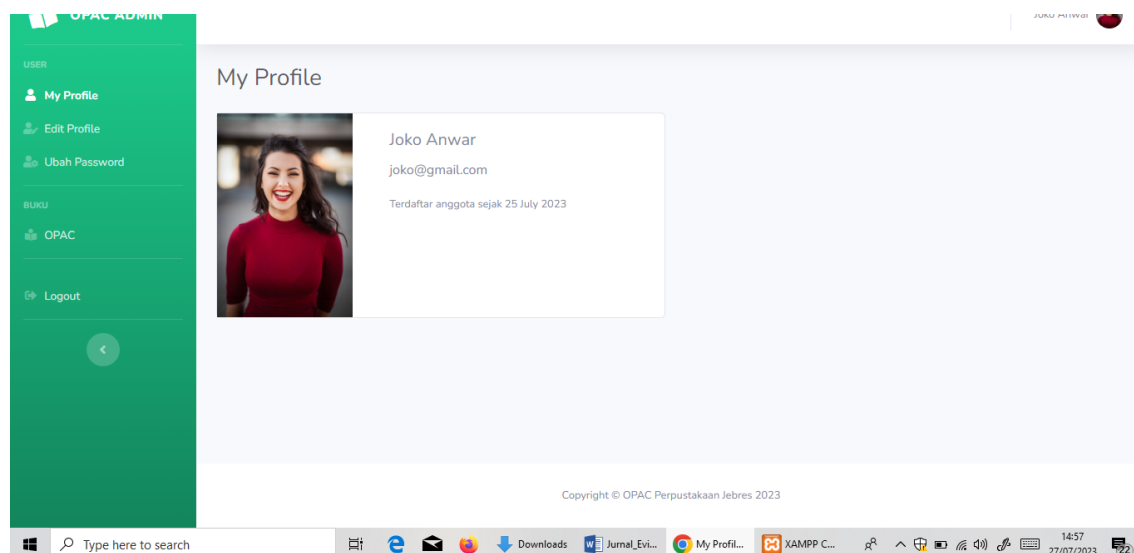 OPAC ADMIN
Joko Anwar
USER
My Profile
Edit Profile
Ubah Password
BUKU
OPAC
Logout
My Profile
Joko Anwar
joko@gmail.com
Terdaftar anggota sejak 25 July 2023
Copyright © OPAC Perpustakaan Jebres 2023
Type here to search
Downloads
Jurnal_Evi...
My Profil...
XAMPP C...
14:57
27/07/2023